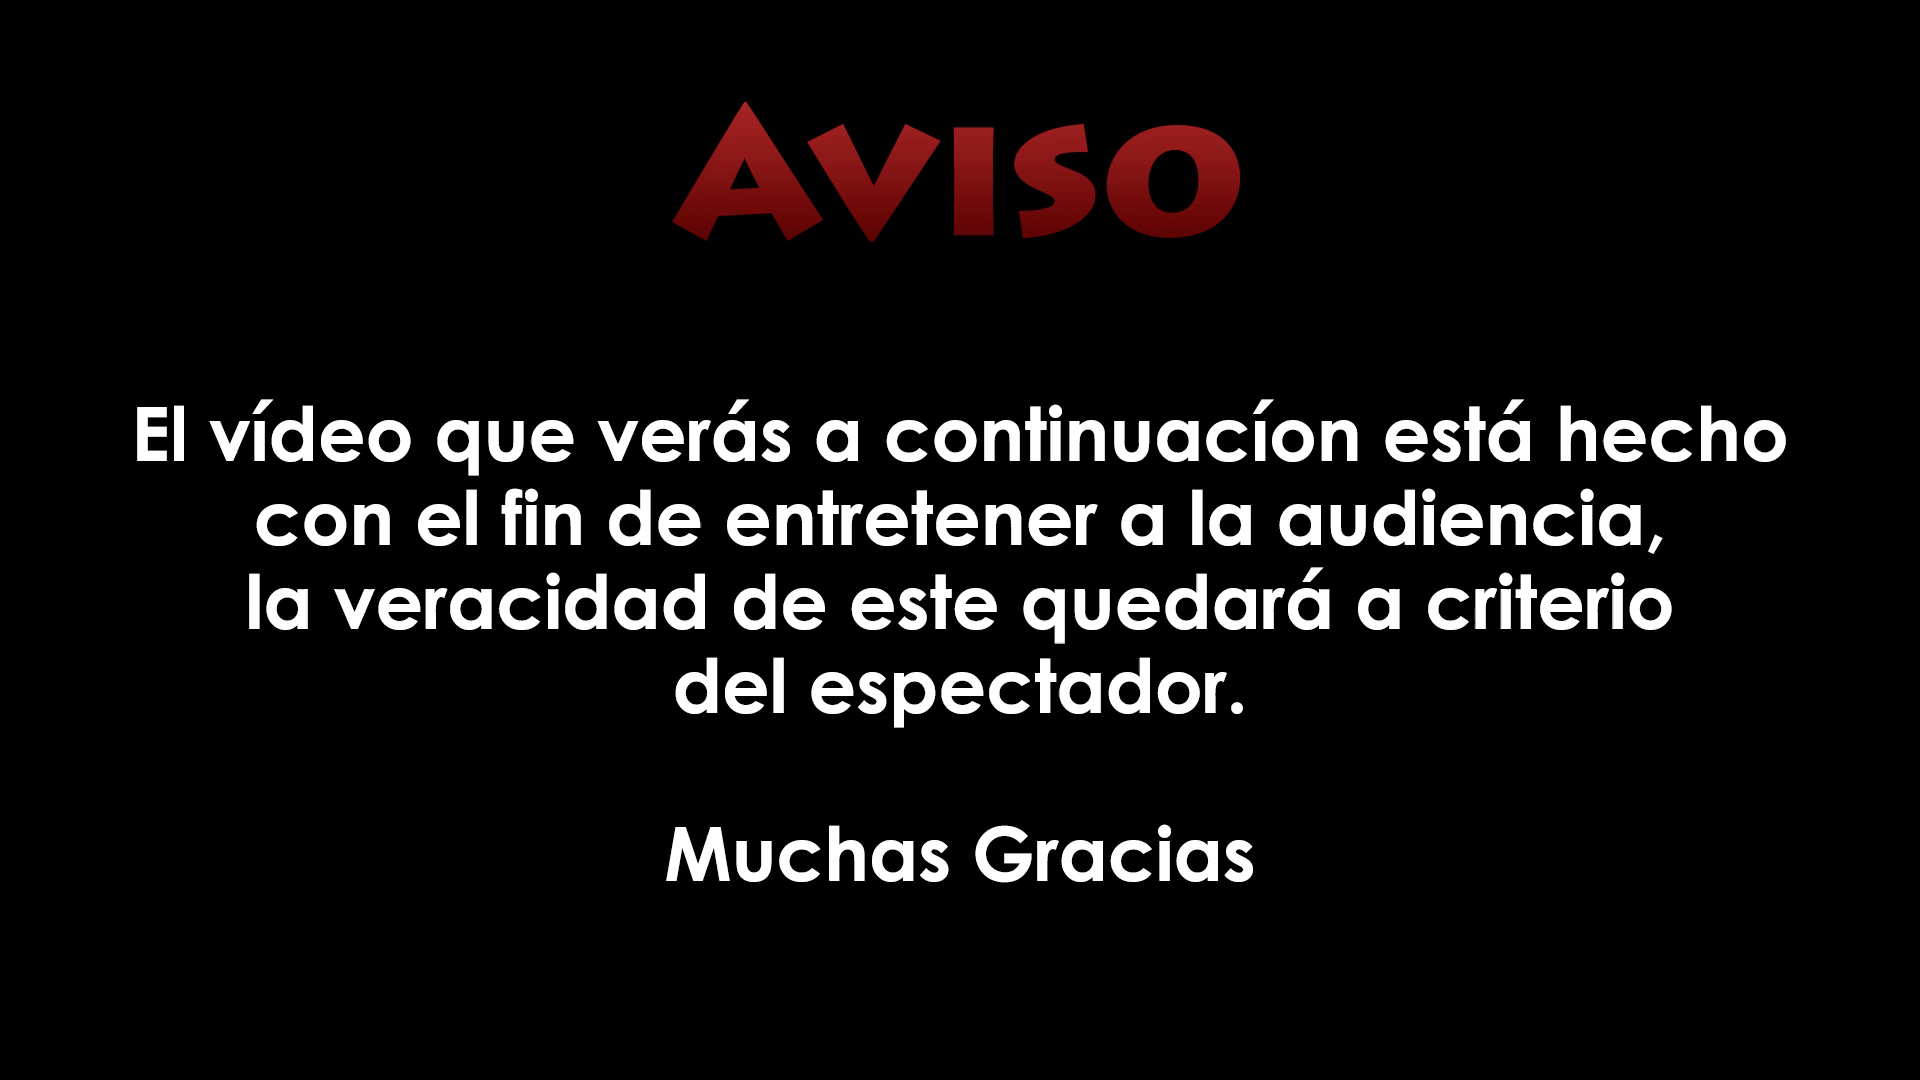 Aviso
El vídeo que verás a continuacíon está hecho
con el fin de entretener a la audiencia,
la veracidad de este quedará a criterio
del espectador.
Muchas Gracias